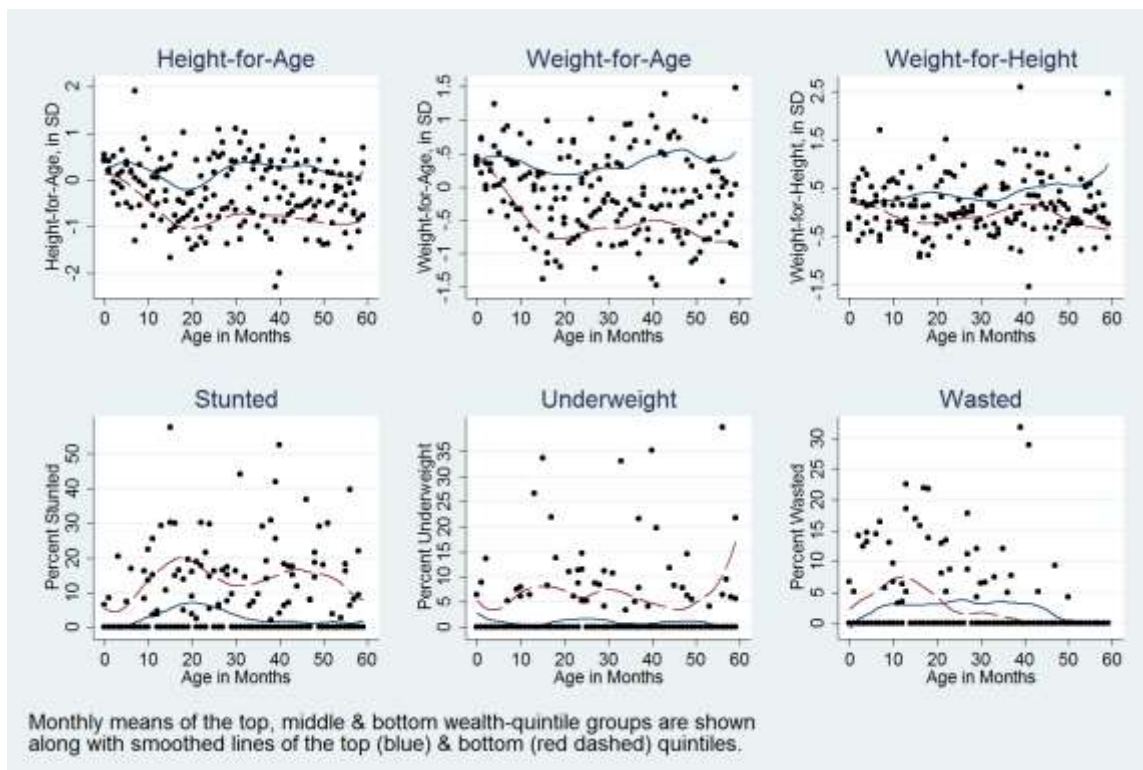 Height-for-Age
Height-for-Age, in SD
2
1
0
-1
-2
0 10 20 30 40 50 60
Age in Months
Weight-for-Age
Weight-for-Age, in SD
1.5
1
.5
0
-.5
-1
-1.5
0 10 20 30 40 50 60
Age in Months
Weight-for-Height
Weight-for-Height, in SD
2.5
1.5
.5
-.5
-1.5
0 10 20 30 40 50 60
Age in Months
Stunted
Percent Stunted
50
40
30
20
10
0
0 10 20 30 40 50 60
Age in Months
Underweight
Percent Underweight
35
30
25
20
15
10
5
0
0 10 20 30 40 50 60
Age in Months
Wasted
Percent Wasted
30
25
20
15
10
5
0
0 10 20 30 40 50 60
Age in Months
Monthly means of the top, middle & bottom wealth-quintile groups are shown
along with smoothed lines of the top (blue) & bottom (red dashed) quintiles.